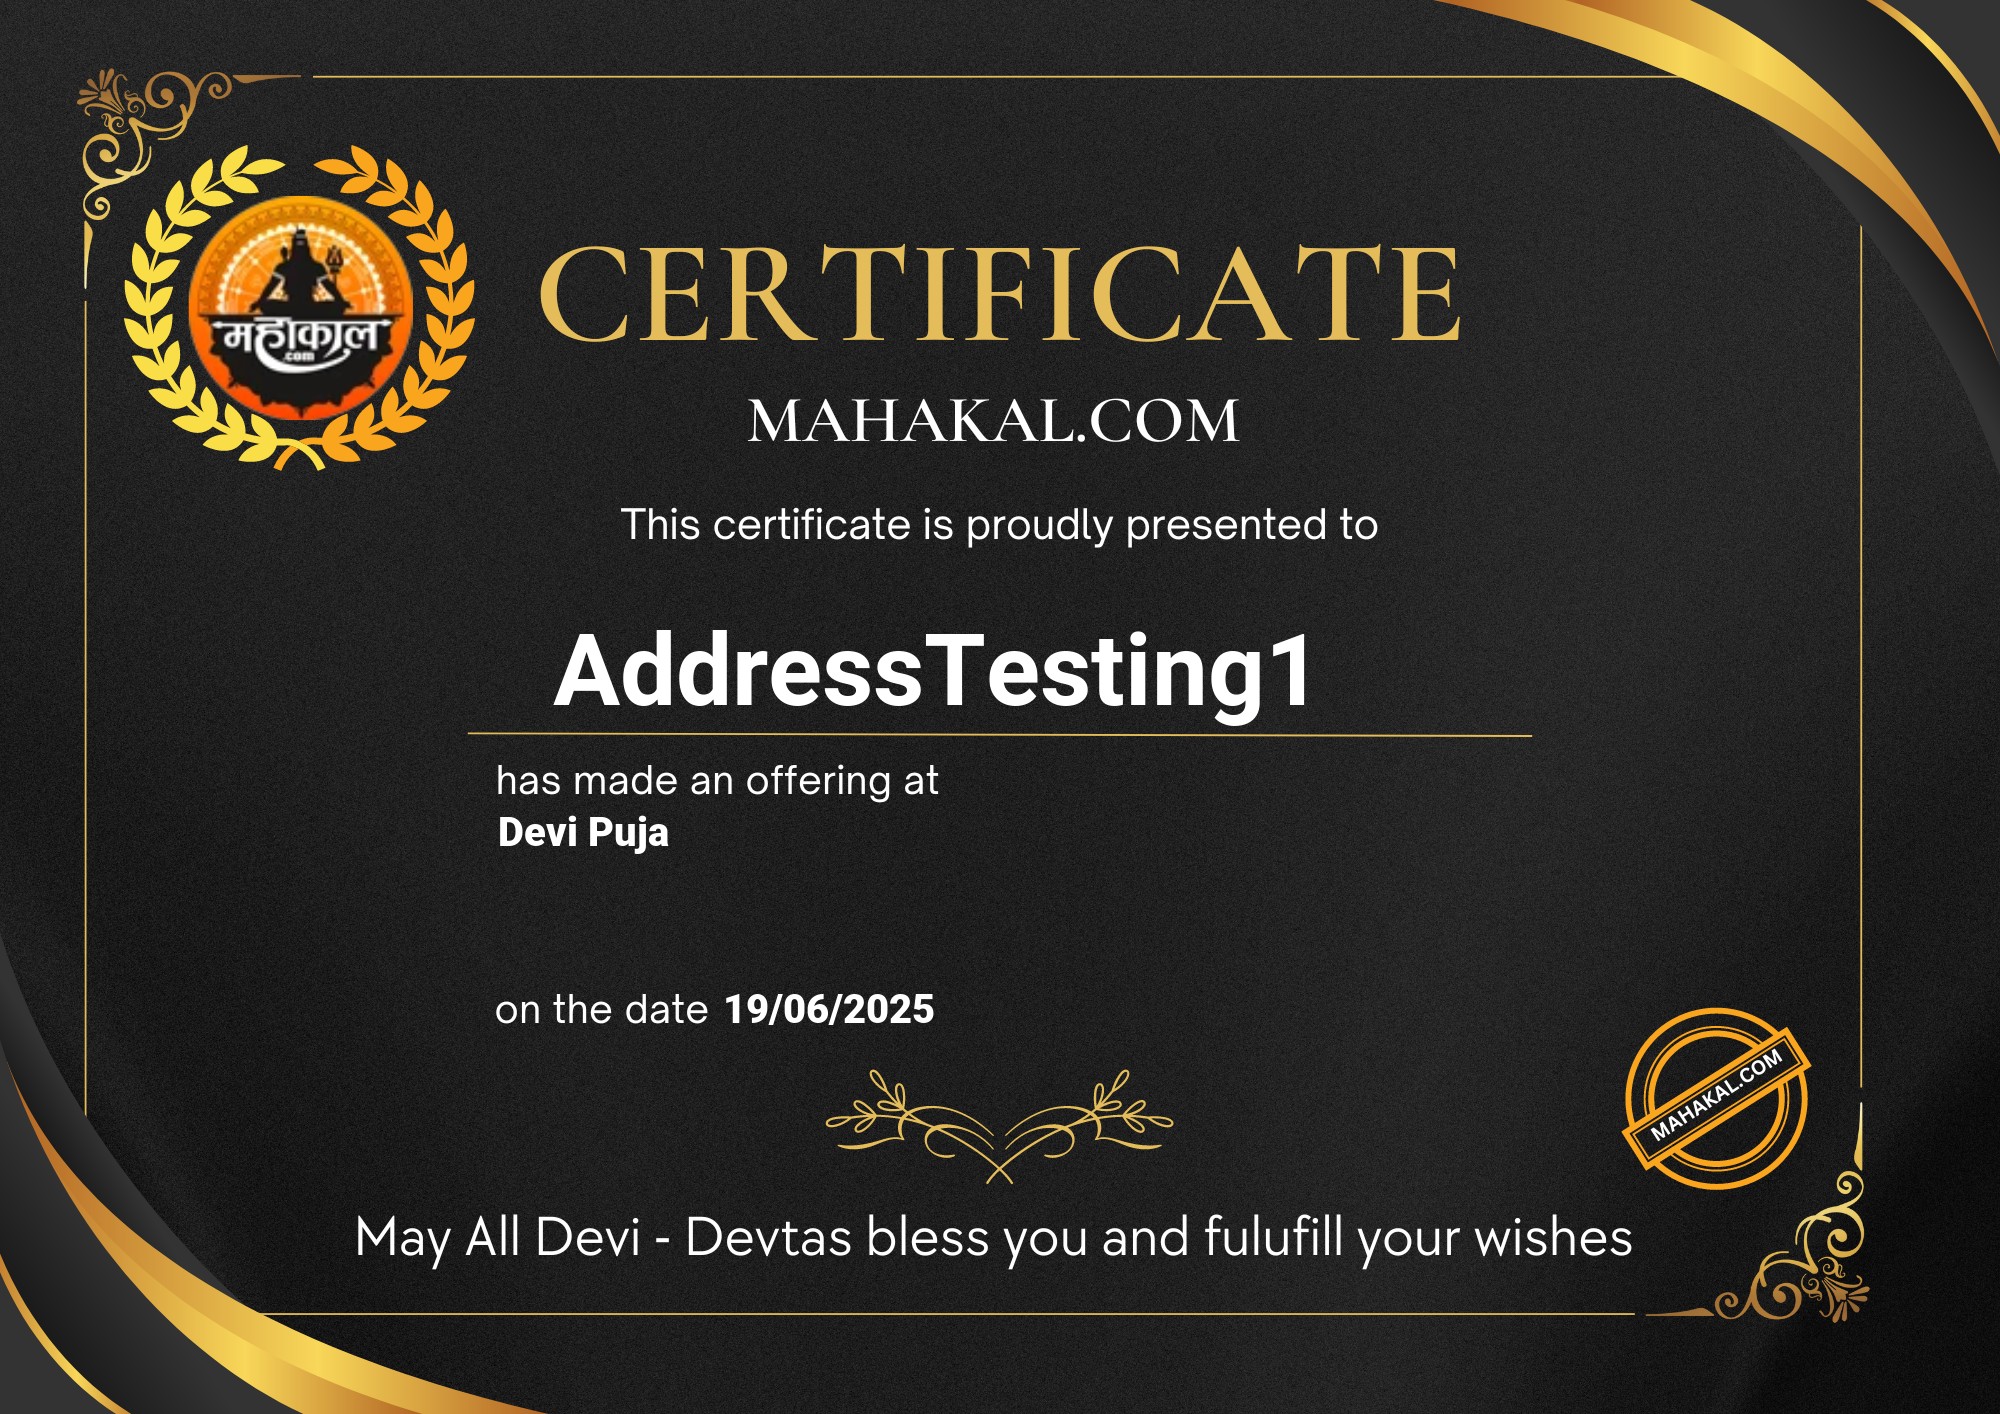 महाकाल
.com
CERTIFICATE
MAHAKAL.COM
This certificate is proudly presented to
AddressTesting1
has made an offering at
Devi Puja
on the date 19/06/2025
MAHAKAL.COM
May All Devi - Devtas bless you and fulufill your wishes